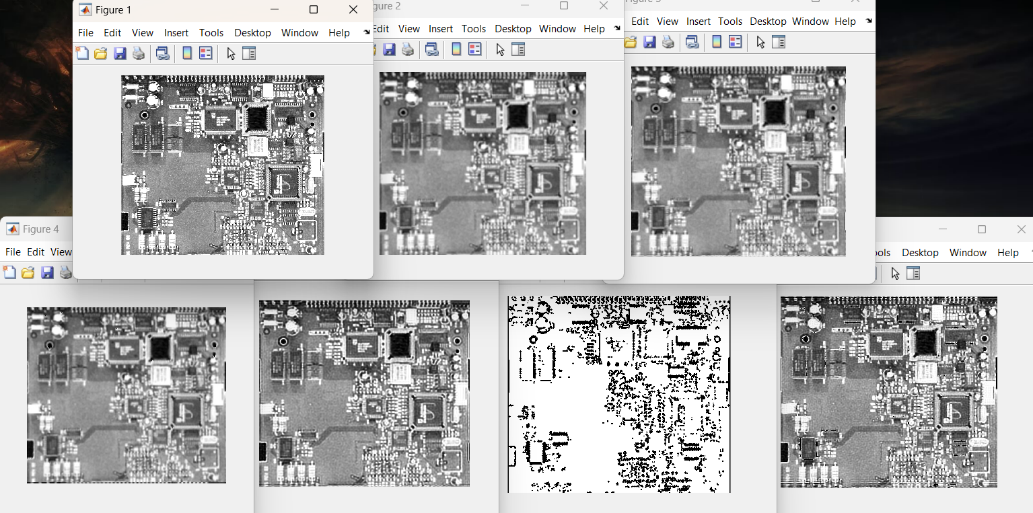 Figure 1
File Edit View Insert Tools Desktop Window Help
gure 2
Edit View Insert Tools Desktop Window Help
Edit View Insert Tools Desktop Window Help
Figure 4
File Edit View
ools Desktop Window Help